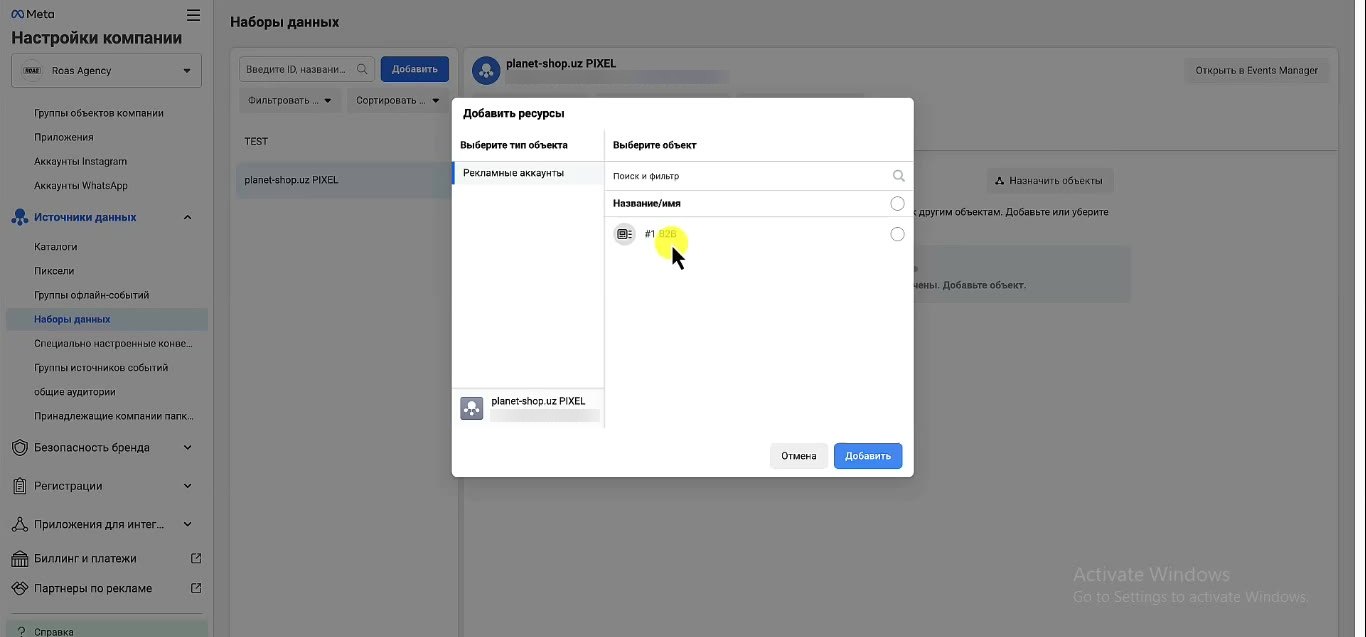 Meta
Настройки компании
ROAS
Roas Agency
Группы объектов компании
Приложения
Аккаунты Instagram
Аккаунты WhatsApp
Источники данных
Каталоги
Пиксели
Группы офлайн-событий
Наборы данных
Специально настроенные конве...
Группы источников событий
общие аудитории
Принадлежащие компании папк...
Безопасность бренда
Регистрации
Приложения для интег...
Биллинг и платежи
Партнеры по рекламе
? Справка
Наборы данных
Введите ID, названи...
Добавить
Фильтровать ...
Сортировать ...
TEST
planet-shop.uz PIXEL
planet-shop.uz PIXEL
Открыть в Events Manager
Назначить объекты
к другим объектам. Добавьте или уберите
чены. Добавьте объект.
Добавить ресурсы
Выберите тип объекта
Рекламные аккаунты
planet-shop.uz PIXEL
Выберите объект
Поиск и фильтр
Название/имя
#1 826
Отмена
Добавить
Activate Windows
Go to Settings to activate Windows.